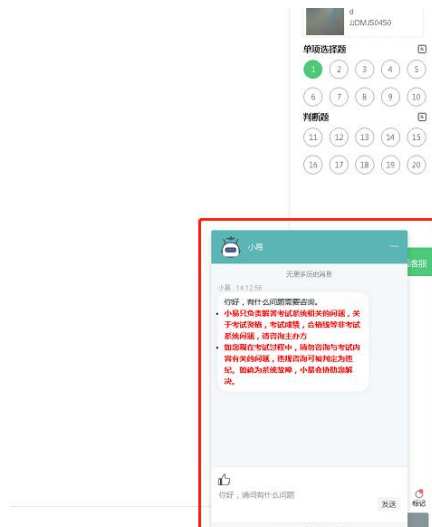 d
JJDMJS0450
单项选择题
1 2 3 4 5
6 7 8 9 10
判断题
11 12 13 14 15
16 17 18 19 20
小易
客服
无更多历史消息
小易 14:12:56
你好，有什么问题需要咨询。
• 小易只负责解答考试系统相关的问题，关
于考试资格，考试成绩，合格线等非考试
系统问题，请咨询主办方
• 如您现在考试过程中，请勿咨询与考试内
容有关的问题，违规咨询可被判定为违
纪。如确为系统故障，小易会协助您解
决。
你好，请问有什么问题
发送
标记